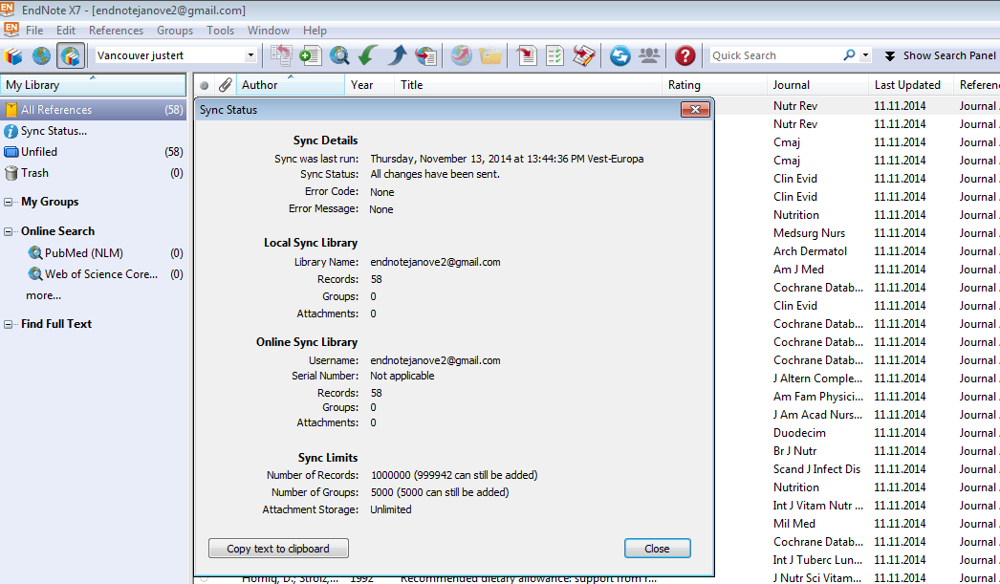 EndNote X7 - [endnotejanove2@gmail.com]
EN File Edit References Groups Tools Window Help
Vancouver justert Quick Search Show Search Panel
My Library Author Year Title Rating Journal Last Updated Referenc
All References (58)
Sync Status...
Unfiled (58)
Trash (0)
My Groups
Online Search
PubMed (NLM) (0)
Web of Science Core... (0)
more...
Find Full Text
Sync Status
Sync Details
Sync was last run: Thursday, November 13, 2014 at 13:44:36 PM Vest-Europa
Sync Status: All changes have been sent.
Error Code: None
Error Message: None
Local Sync Library
Library Name: endnotejanove2@gmail.com
Records: 58
Groups: 0
Attachments: 0
Online Sync Library
Username: endnotejanove2@gmail.com
Serial Number: Not applicable
Records: 58
Groups: 0
Attachments: 0
Sync Limits
Number of Records: 1000000 (999942 can still be added)
Number of Groups: 5000 (5000 can still be added)
Attachment Storage: Unlimited
Copy text to clipboard Close
Nutr Rev 11.11.2014 Journal
Nutr Rev 11.11.2014 Journal
Cmaj 11.11.2014 Journal
Cmaj 11.11.2014 Journal
Clin Evid 11.11.2014 Journal
Clin Evid 11.11.2014 Journal
Nutrition 11.11.2014 Journal
Medsurg Nurs 11.11.2014 Journal
Arch Dermatol 11.11.2014 Journal
Am J Med 11.11.2014 Journal
Cochrane Datab... 11.11.2014 Journal
Clin Evid 11.11.2014 Journal
Cochrane Datab... 11.11.2014 Journal
Cochrane Datab... 11.11.2014 Journal
Cochrane Datab... 11.11.2014 Journal
J Altern Comple... 11.11.2014 Journal
Am Fam Physici... 11.11.2014 Journal
J Am Acad Nurs... 11.11.2014 Journal
Duodecim 11.11.2014 Journal
Br J Nutr 11.11.2014 Journal
Scand J Infect Dis 11.11.2014 Journal
Nutrition 11.11.2014 Journal
Int J Vitam Nutr ... 11.11.2014 Journal
Mil Med 11.11.2014 Journal
Cochrane Datab... 11.11.2014 Journal
Int J Tuberc Lun... 11.11.2014 Journal
Hornig, D.; Strolz,... 1992 Recommended dietary allowance: support from r... J Nutr Sci Vitam... 11.11.2014 Journal